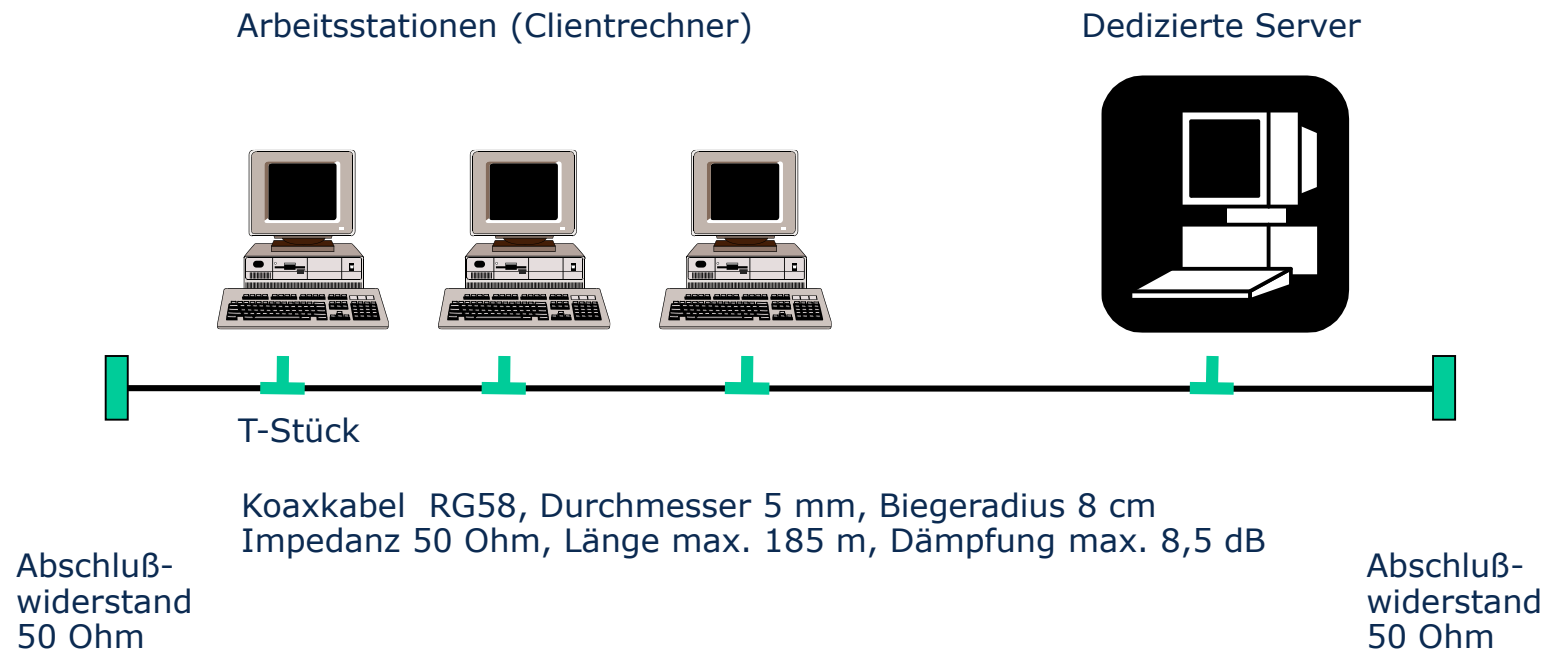 Arbeitsstationen (Clientrechner)
Dedizierte Server
T-Stück
Koaxkabel  RG58, Durchmesser 5 mm, Biegeradius 8 cm
Impedanz 50 Ohm, Länge max. 185 m, Dämpfung max. 8,5 dB
Abschluß-
widerstand
50 Ohm
Abschluß-
widerstand
50 Ohm